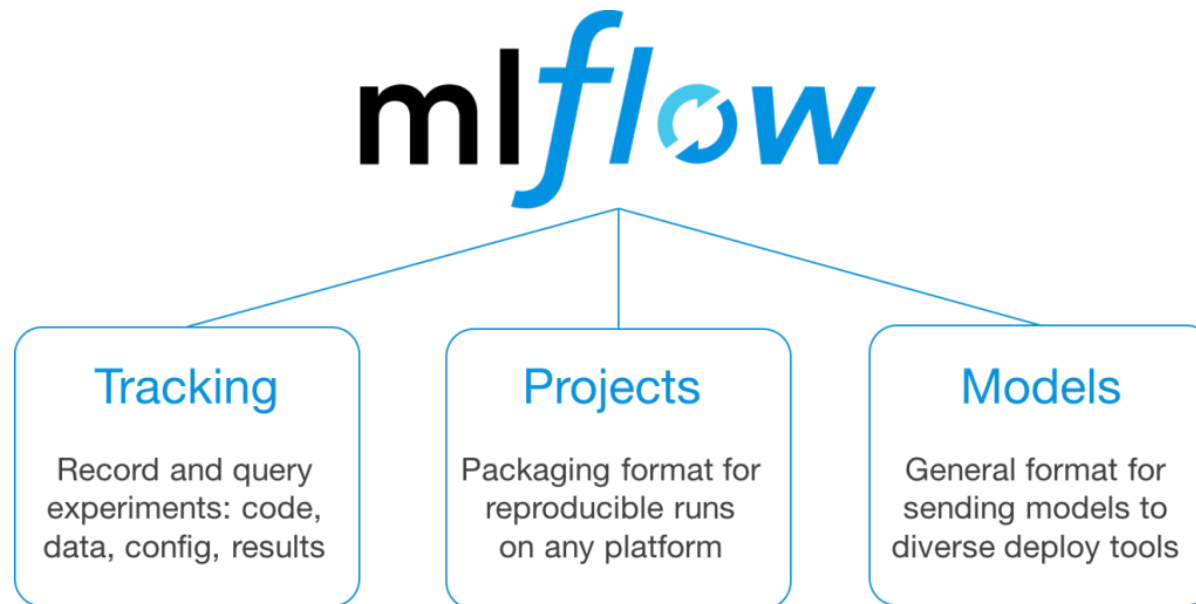 mlflow
Tracking
Record and query
experiments: code,
data, config, results
Projects
Packaging format for
reproducible runs
on any platform
Models
General format for
sending models to
diverse deploy tools